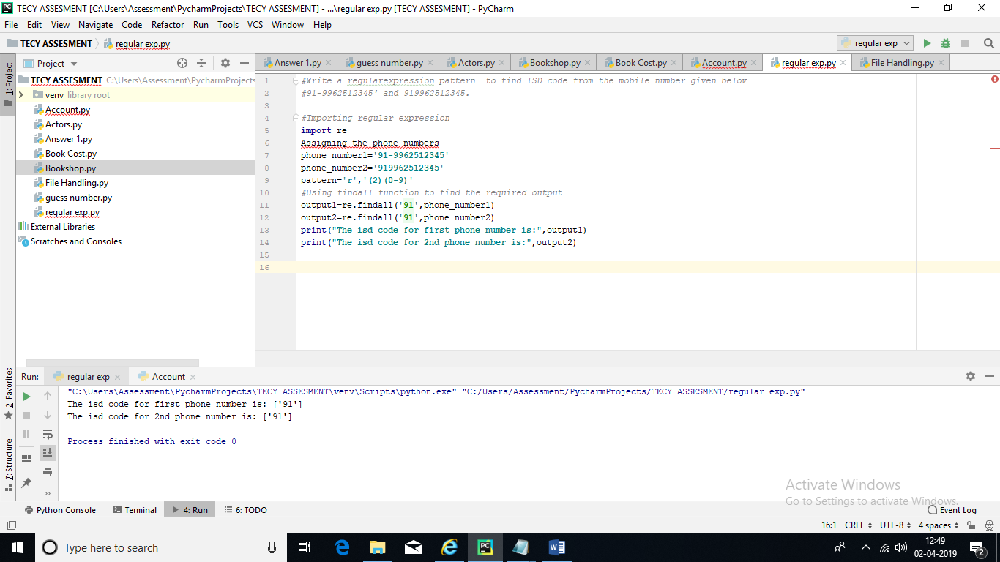 TECY ASSESMENT [C:\Users\Assessment\PycharmProjects\TECY ASSESMENT] - ...\regular exp.py [TECY ASSESMENT] - PyCharm
File Edit View Navigate Code Refactor Run Tools VCS Window Help
TECY ASSESMENT regular exp.py regular exp
Project
Answer 1.py guess number.py Actors.py Bookshop.py Book Cost.py Account.py regular exp.py File Handling.py
1: Project
TECY ASSESMENT C:\Users\Assessment\PycharmProjects
venv library root
Account.py
Actors.py
Answer 1.py
Book Cost.py
Bookshop.py
File Handling.py
guess number.py
regular exp.py
External Libraries
Scratches and Consoles
1 #Write a regularexpression pattern  to find ISD code from the mobile number given below
2 #91-9962512345' and 919962512345.
3
4 #Importing regular expression
5 import re
6 Assigning the phone numbers
7 phone_number1='91-9962512345'
8 phone_number2='919962512345'
9 pattern='r','(2)(0-9)'
10 #Using findall function to find the required output
11 output1=re.findall('91',phone_number1)
12 output2=re.findall('91',phone_number2)
13 print("The isd code for first phone number is:",output1)
14 print("The isd code for 2nd phone number is:",output2)
15
16
2: Favorites
7: Structure
Run: regular exp Account
"C:\Users\Assessment\PycharmProjects\TECY ASSESMENT\venv\Scripts\python.exe" "C:/Users/Assessment/PycharmProjects/TECY ASSESMENT/regular exp.py"
The isd code for first phone number is: ['91']
The isd code for 2nd phone number is: ['91']
Process finished with exit code 0
Activate Windows
Go to Settings to activate Windows.
Python Console Terminal 4: Run 6: TODO Event Log
16:1 CRLF UTF-8 4 spaces
Type here to search
12:49
02-04-2019
2